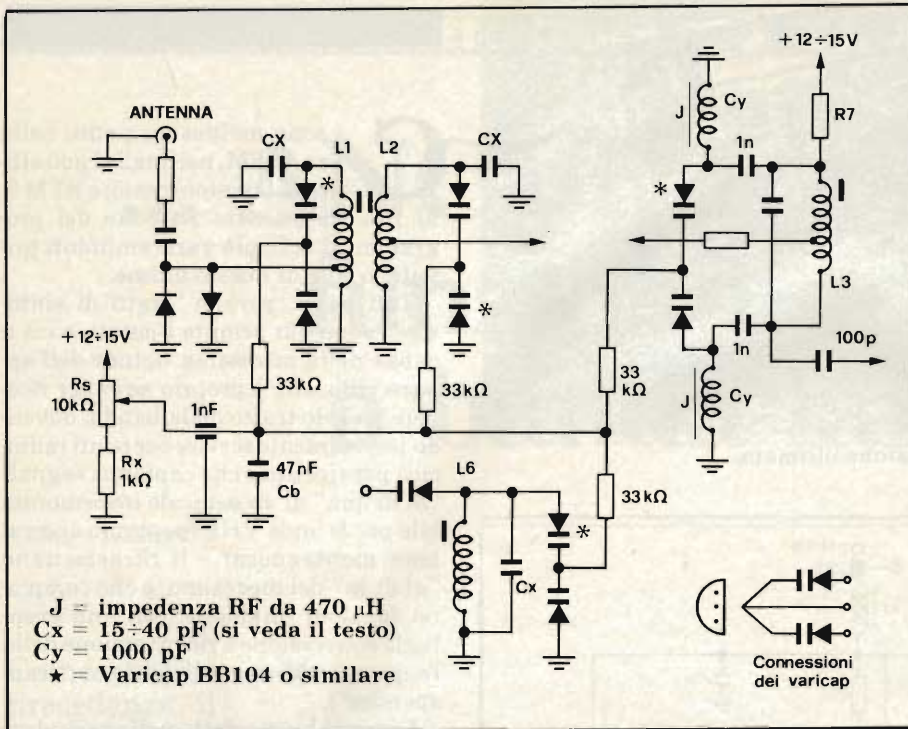 +12÷15V
ANTENNA
CX
L1
L2
CX
J
Cy
1n
R7
*
*
*
L3
+12÷15V
Rs
10kΩ
33kΩ
33kΩ
33
kΩ
1n
100p
J
Cy
1nF
Rx
1kΩ
47nF
Cb
L6
33kΩ
*
Cx
J = impedenza RF da 470 µH
Cx = 15÷40 pF (si veda il testo)
Cy = 1000 pF
★ = Varicap BB104 o similare
Connessioni
dei varicap